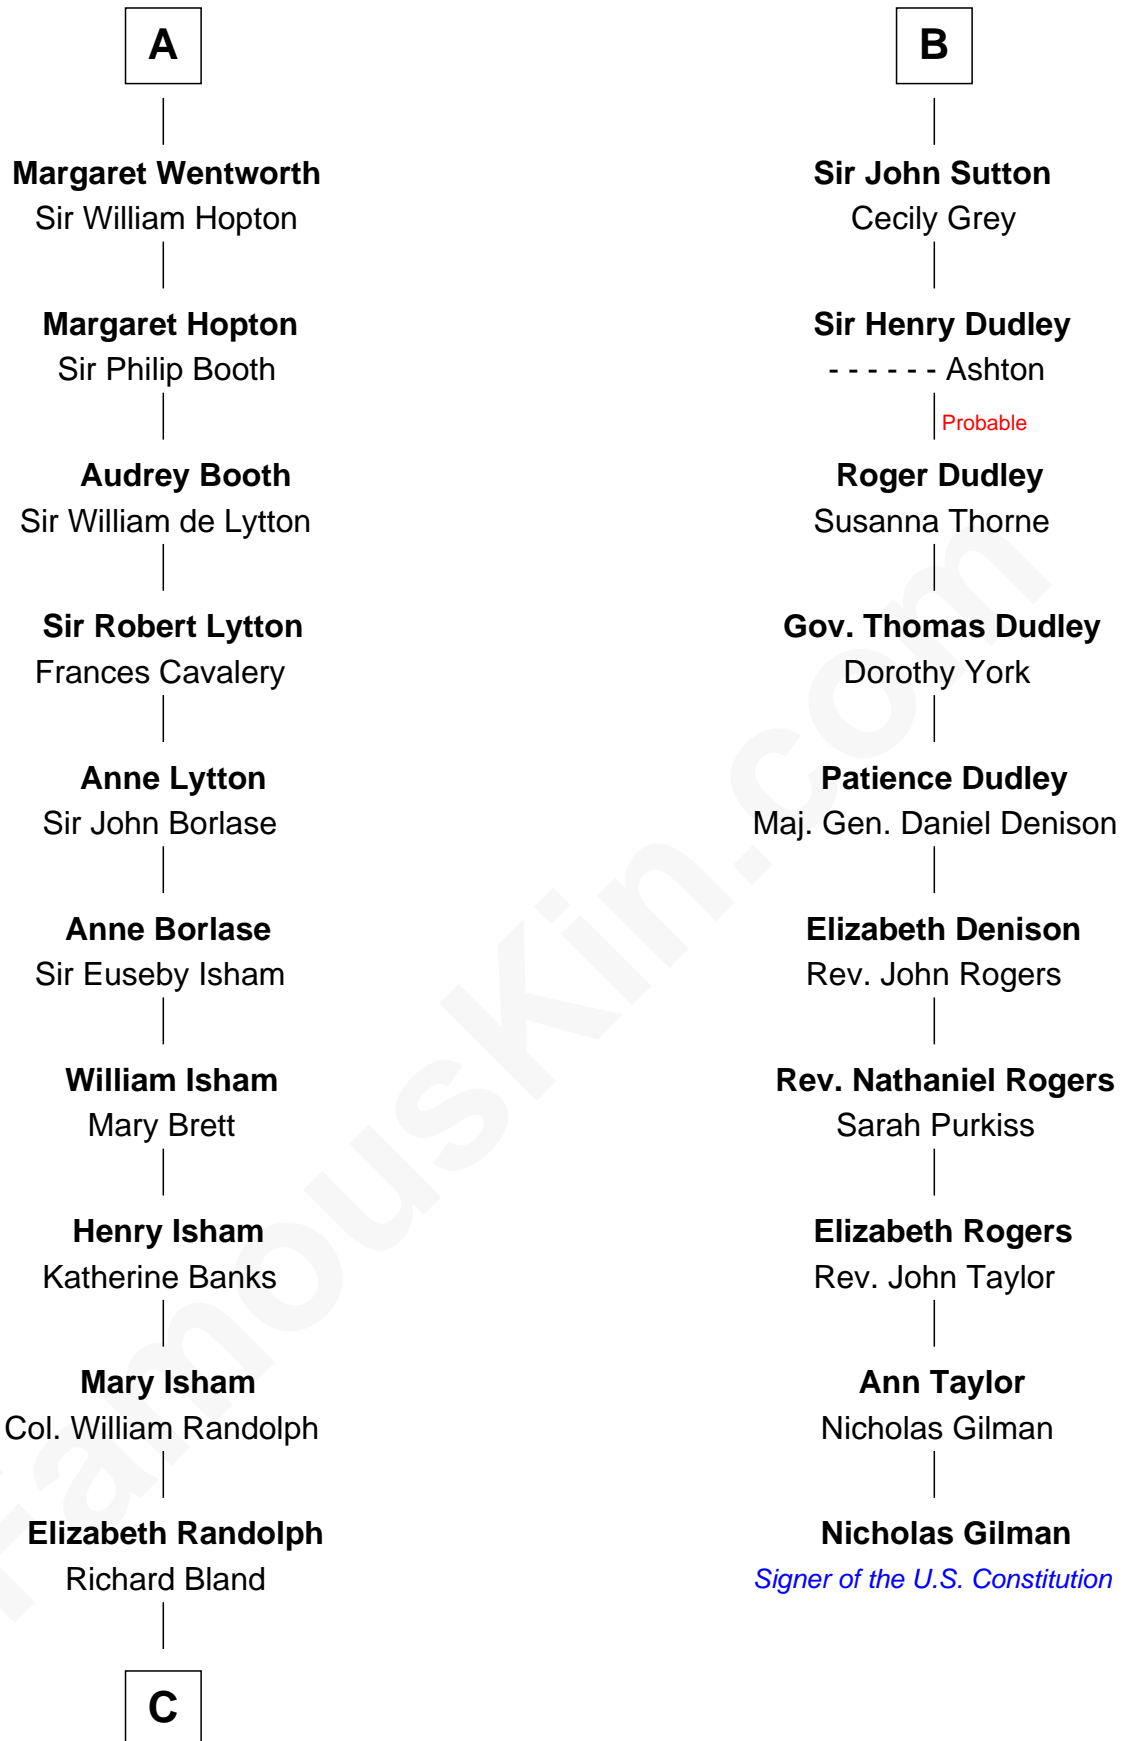 A
Margaret Wentworth
Sir William Hopton
Margaret Hopton
Sir Philip Booth
Audrey Booth
Sir William de Lytton
Sir Robert Lytton
Frances Cavalery
Anne Lytton
Sir John Borlase
Anne Borlase
Sir Euseby Isham
William Isham
Mary Brett
Henry Isham
Katherine Banks
Mary Isham
Col. William Randolph
Elizabeth Randolph
Richard Bland
C
B
Sir John Sutton
Cecily Grey
Sir Henry Dudley
- - - - - - Ashton
Probable
Roger Dudley
Susanna Thorne
Gov. Thomas Dudley
Dorothy York
Patience Dudley
Maj. Gen. Daniel Denison
Elizabeth Denison
Rev. John Rogers
Rev. Nathaniel Rogers
Sarah Purkiss
Elizabeth Rogers
Rev. John Taylor
Ann Taylor
Nicholas Gilman
Nicholas Gilman
Signer of the U.S. Constitution
FamousKin.com